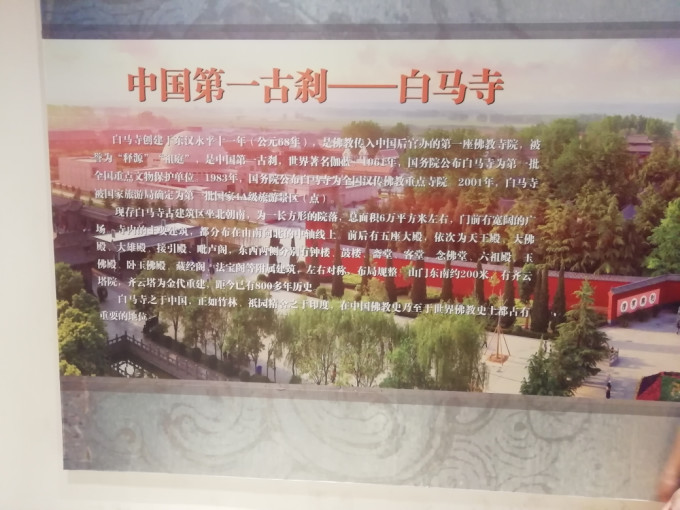 中国第一古刹——白马寺
白马寺创建于东汉永平十一年(公元68年),是佛教传入中国后官办的第一座佛教寺院,被
誉为“释源”“祖庭”,是中国第一古刹,世界著名伽蓝。1961年,国务院公布白马寺为第一批
全国重点文物保护单位。1983年,国务院公布白马寺为全国汉传佛教重点寺院。2001年,白马寺
被国家旅游局确定为第一批国家4A级旅游景区(点)
现存白马寺古建筑区坐北朝南,为一长方形的院落,总面积6万平方米左右,门前有宽阔的广
场。寺内的主要建筑,都分布在由南向北的中轴线上。前后有五座大殿,依次为天王殿、大佛
殿、大雄殿、接引殿、毗卢阁,东西两侧分别有钟楼、鼓楼、斋堂、客堂、念佛堂、六祖殿、玉
佛殿、卧玉佛殿、藏经阁、法宝阁等附属建筑,左右对称,布局规整。山门东南约200米,有齐云
塔院,齐云塔为金代重建,距今已有800多年历史
白马寺之于中国,正如竹林、祇园精舍之于印度,在中国佛教史乃至于世界佛教史上都占有
重要的地位。